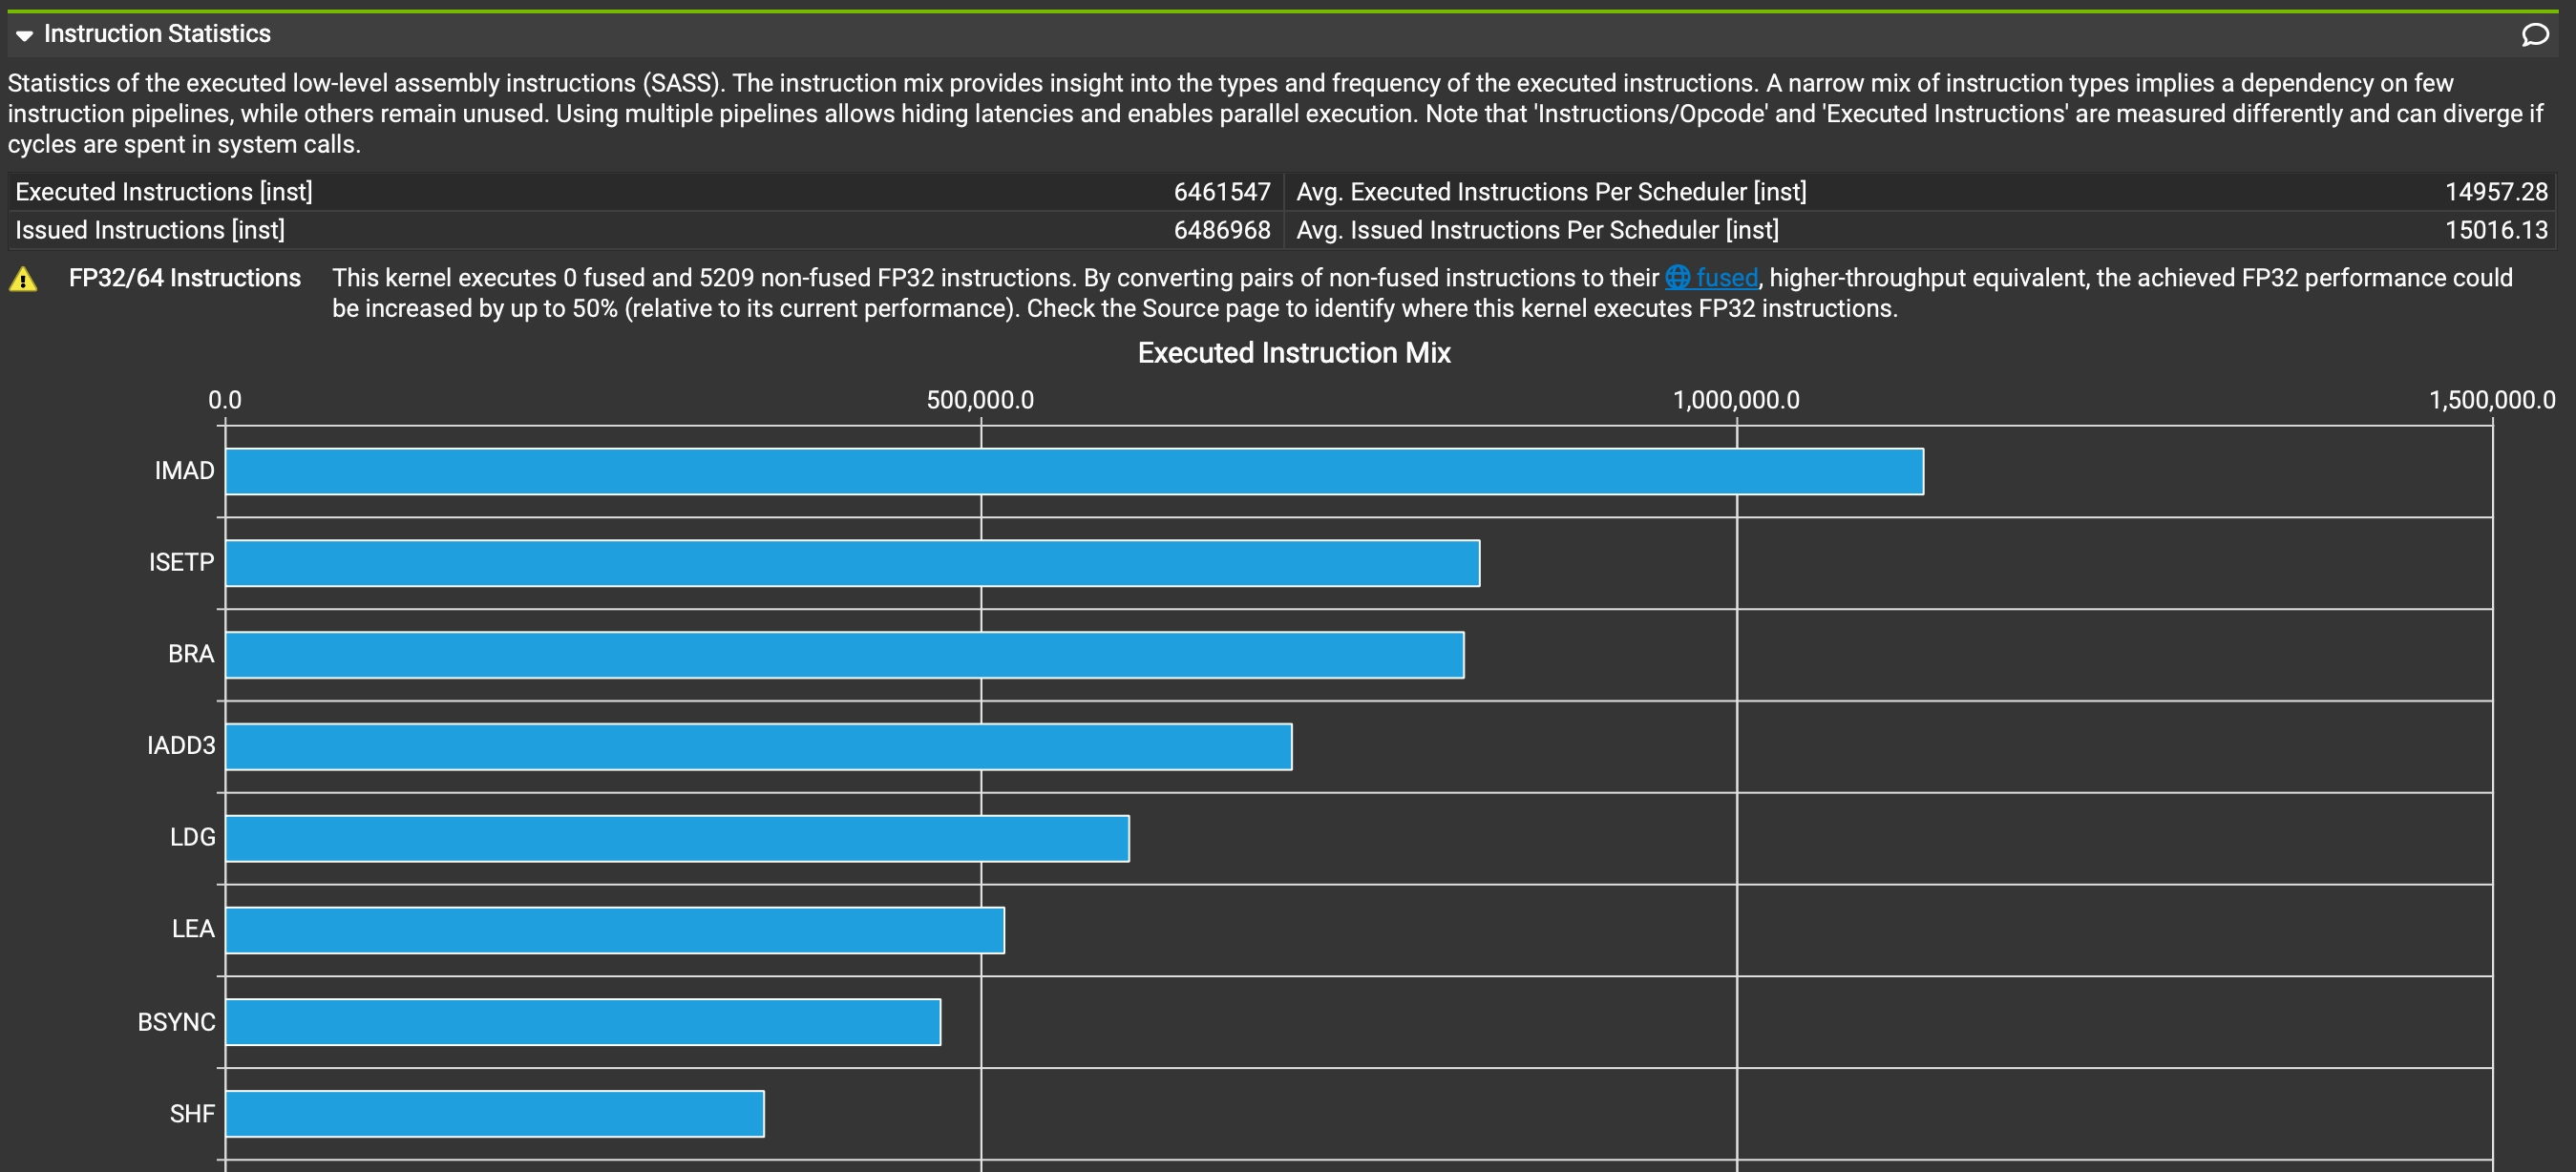 Instruction Statistics
Statistics of the executed low-level assembly instructions (SASS). The instruction mix provides insight into the types and frequency of the executed instructions. A narrow mix of instruction types implies a dependency on few
instruction pipelines, while others remain unused. Using multiple pipelines allows hiding latencies and enables parallel execution. Note that 'Instructions/Opcode' and 'Executed Instructions' are measured differently and can diverge if
cycles are spent in system calls.
Executed Instructions [inst] 6461547 Avg. Executed Instructions Per Scheduler [inst] 14957.28
Issued Instructions [inst] 6486968 Avg. Issued Instructions Per Scheduler [inst] 15016.13
FP32/64 Instructions This kernel executes 0 fused and 5209 non-fused FP32 instructions. By converting pairs of non-fused instructions to their fused, higher-throughput equivalent, the achieved FP32 performance could
be increased by up to 50% (relative to its current performance). Check the Source page to identify where this kernel executes FP32 instructions.
Executed Instruction Mix
0.0 500,000.0 1,000,000.0 1,500,000.0
IMAD
ISETP
BRA
IADD3
LDG
LEA
BSYNC
SHF